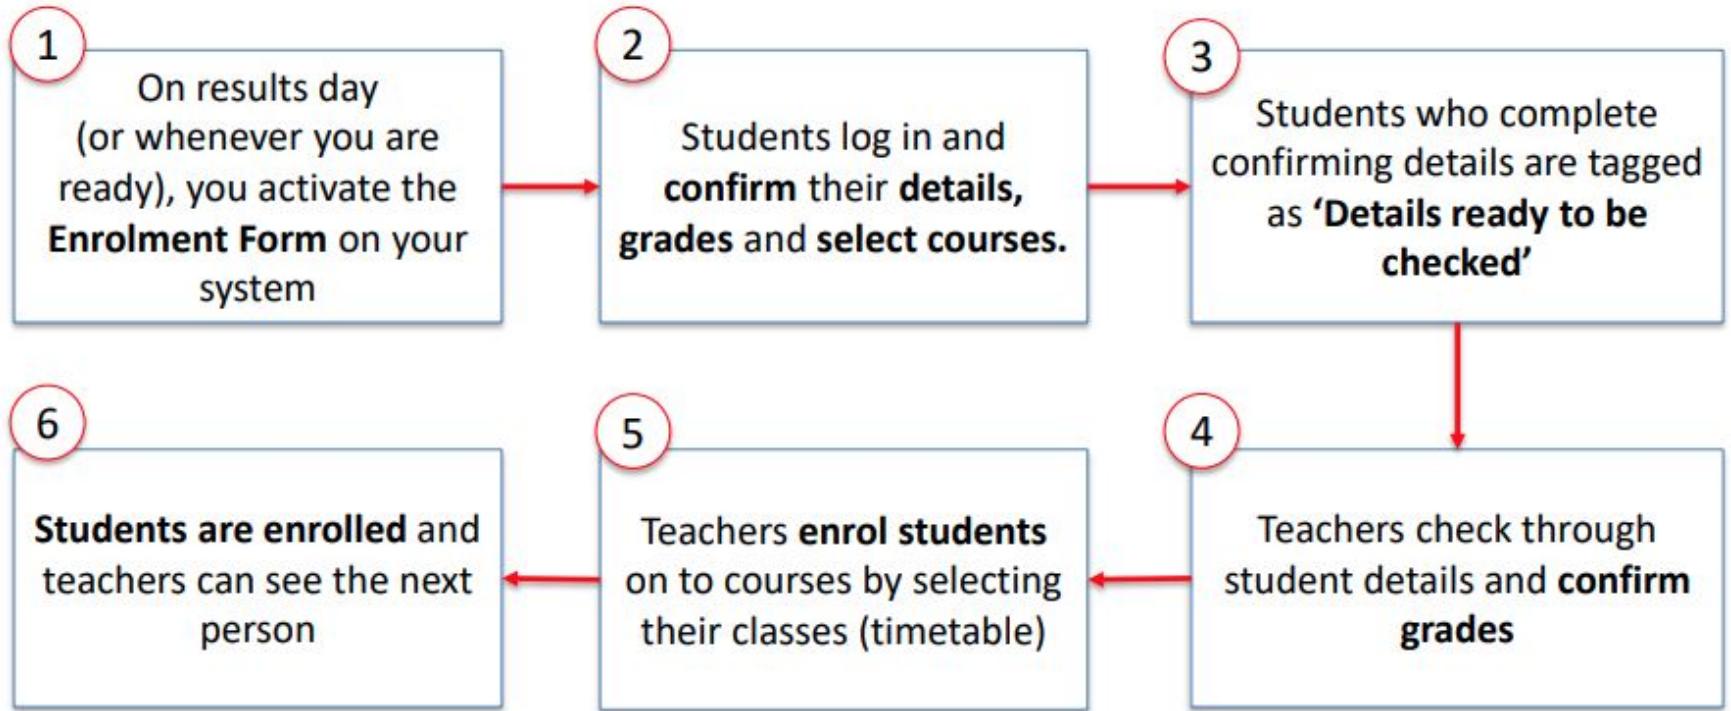 1
On results day
(or whenever you are
ready), you activate the
Enrolment Form on your
system
2
Students log in and
confirm their details,
grades and select courses.
3
Students who complete
confirming details are tagged
as ‘Details ready to be
checked’
4
Teachers check through
student details and confirm
grades
5
Teachers enrol students
on to courses by selecting
their classes (timetable)
6
Students are enrolled and
teachers can see the next
person